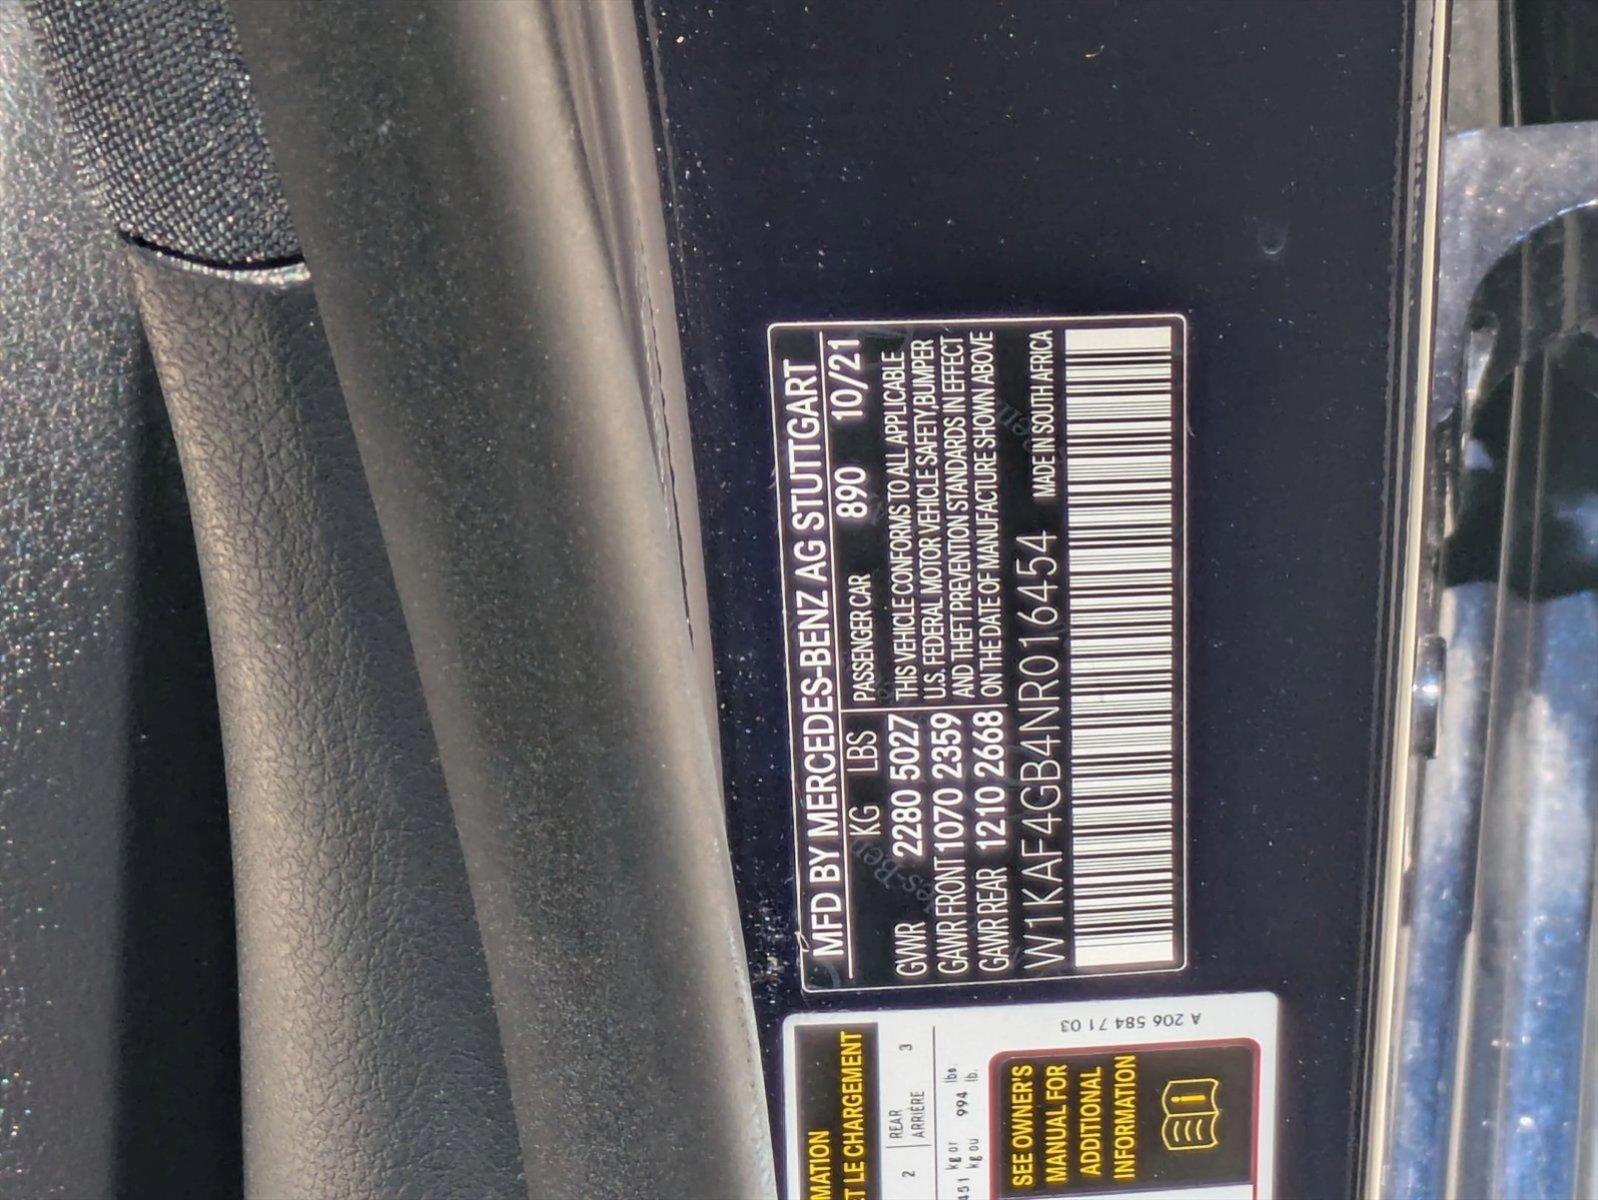 MFD BY MERCEDES-BENZ AG STUTTGART
KG LBS PASSENGER CAR 890 10/21
GVWR 2280 5027
GAWR FRONT 1070 2359
GAWR REAR 1210 2668
THIS VEHICLE CONFORMS TO ALL APPLICABLE
U.S. FEDERAL MOTOR VEHICLE SAFETY, BUMPER
AND THEFT PREVENTION STANDARDS IN EFFECT
ON THE DATE OF MANUFACTURE SHOWN ABOVE
W1KAF4GB4NR016454 MADE IN SOUTH AFRICA
MATION
ET LE CHARGEMENT
2 REAR 3
ARRIÈRE
451 kg or 994 lbs.
kg ou lb.
SEE OWNER'S
MANUAL FOR
ADDITIONAL
INFORMATION
A 206 584 71 03